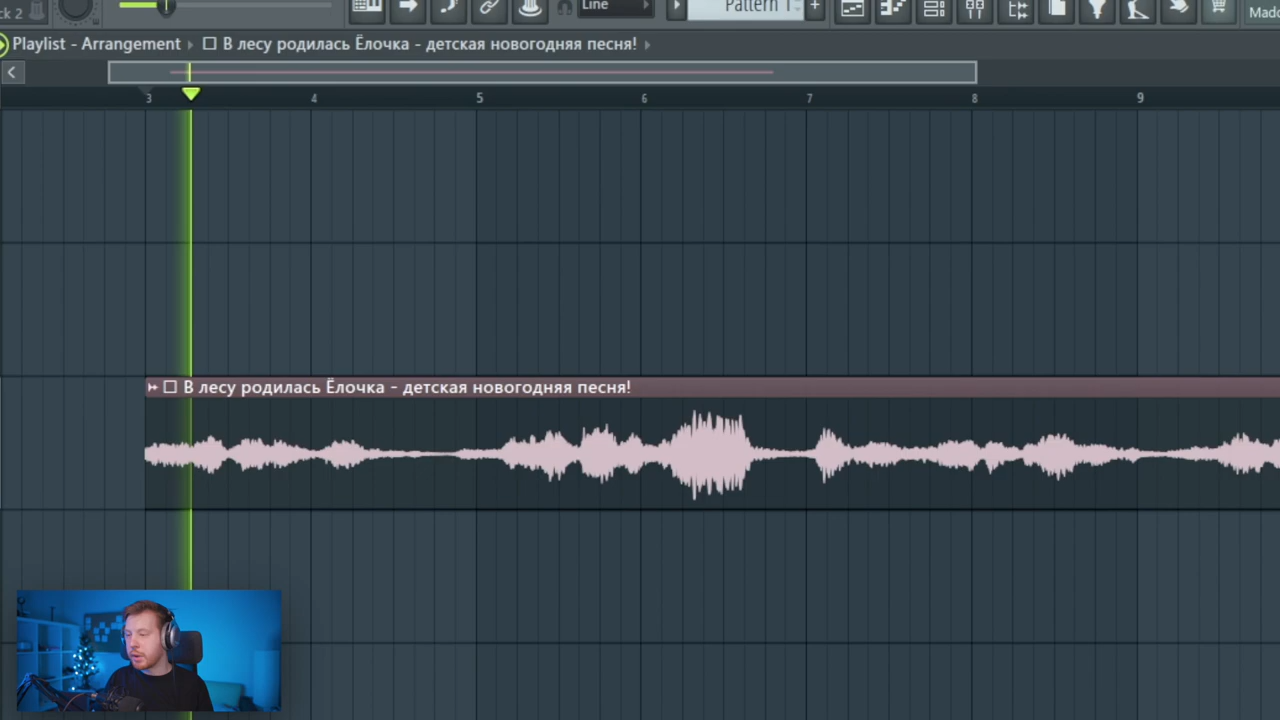 ck 2
Line
Pattern 1
Mado
Playlist - Arrangement
В лесу родилась Ёлочка - детская новогодняя песня!
3 4 5 6 7 8 9
В лесу родилась Ёлочка - детская новогодняя песня!